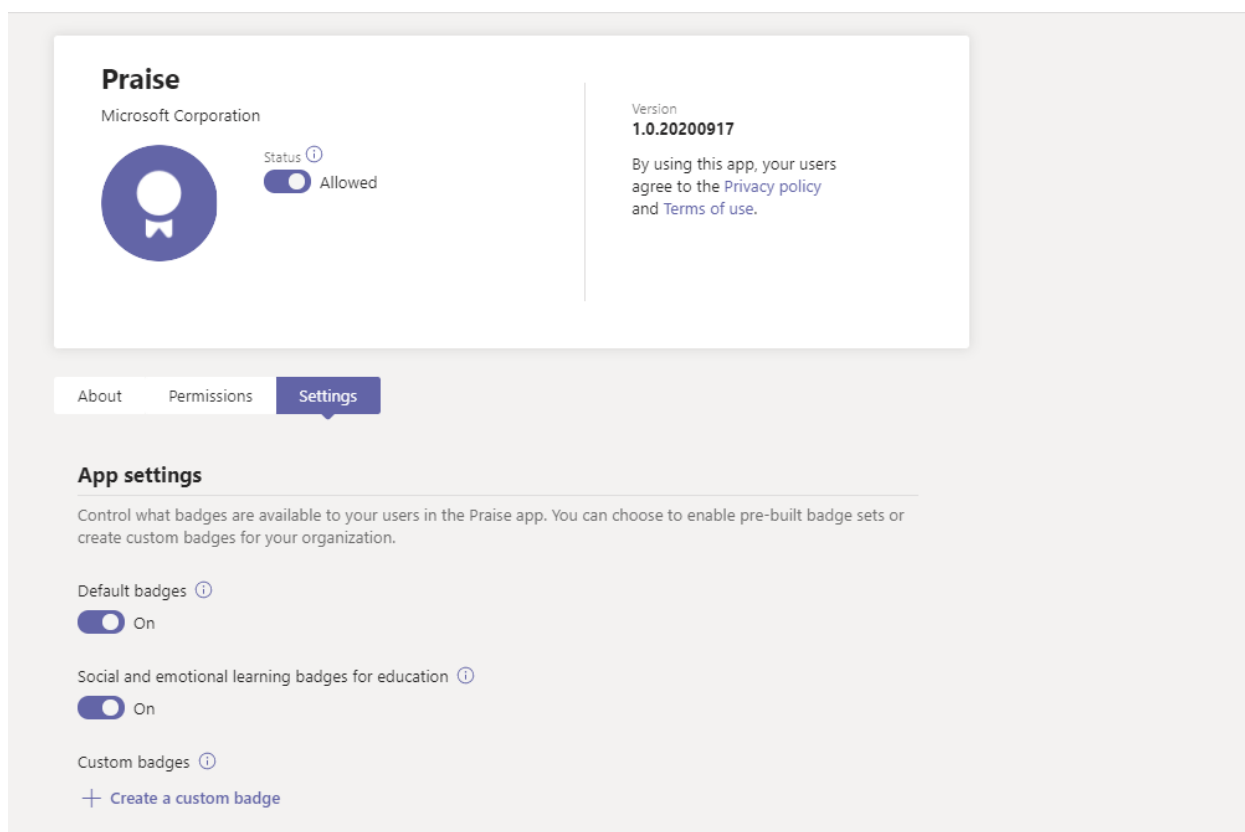 Praise
Microsoft Corporation
Status
Allowed
Version
1.0.20200917
By using this app, your users
agree to the Privacy policy
and Terms of use.
About
Permissions
Settings
App settings
Control what badges are available to your users in the Praise app. You can choose to enable pre-built badge sets or
create custom badges for your organization.
Default badges
On
Social and emotional learning badges for education
On
Custom badges
Create a custom badge